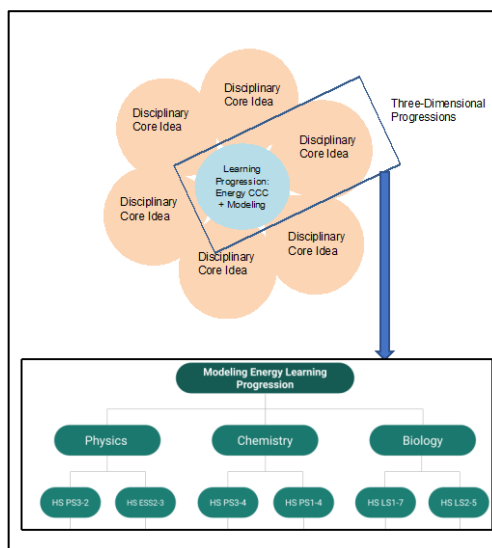 Disciplinary
Core Idea
Disciplinary
Core Idea
Disciplinary
Core Idea
Three-Dimensional
Progressions
Learning
Progression:
Energy CCC
+ Modeling
Disciplinary
Core Idea
Disciplinary
Core Idea
Disciplinary
Core Idea
Modeling Energy Learning
Progression
Physics
Chemistry
Biology
HS PS3-2
HS ESS2-3
HS PS3-4
HS PS1-4
HS LS1-7
HS LS2-5